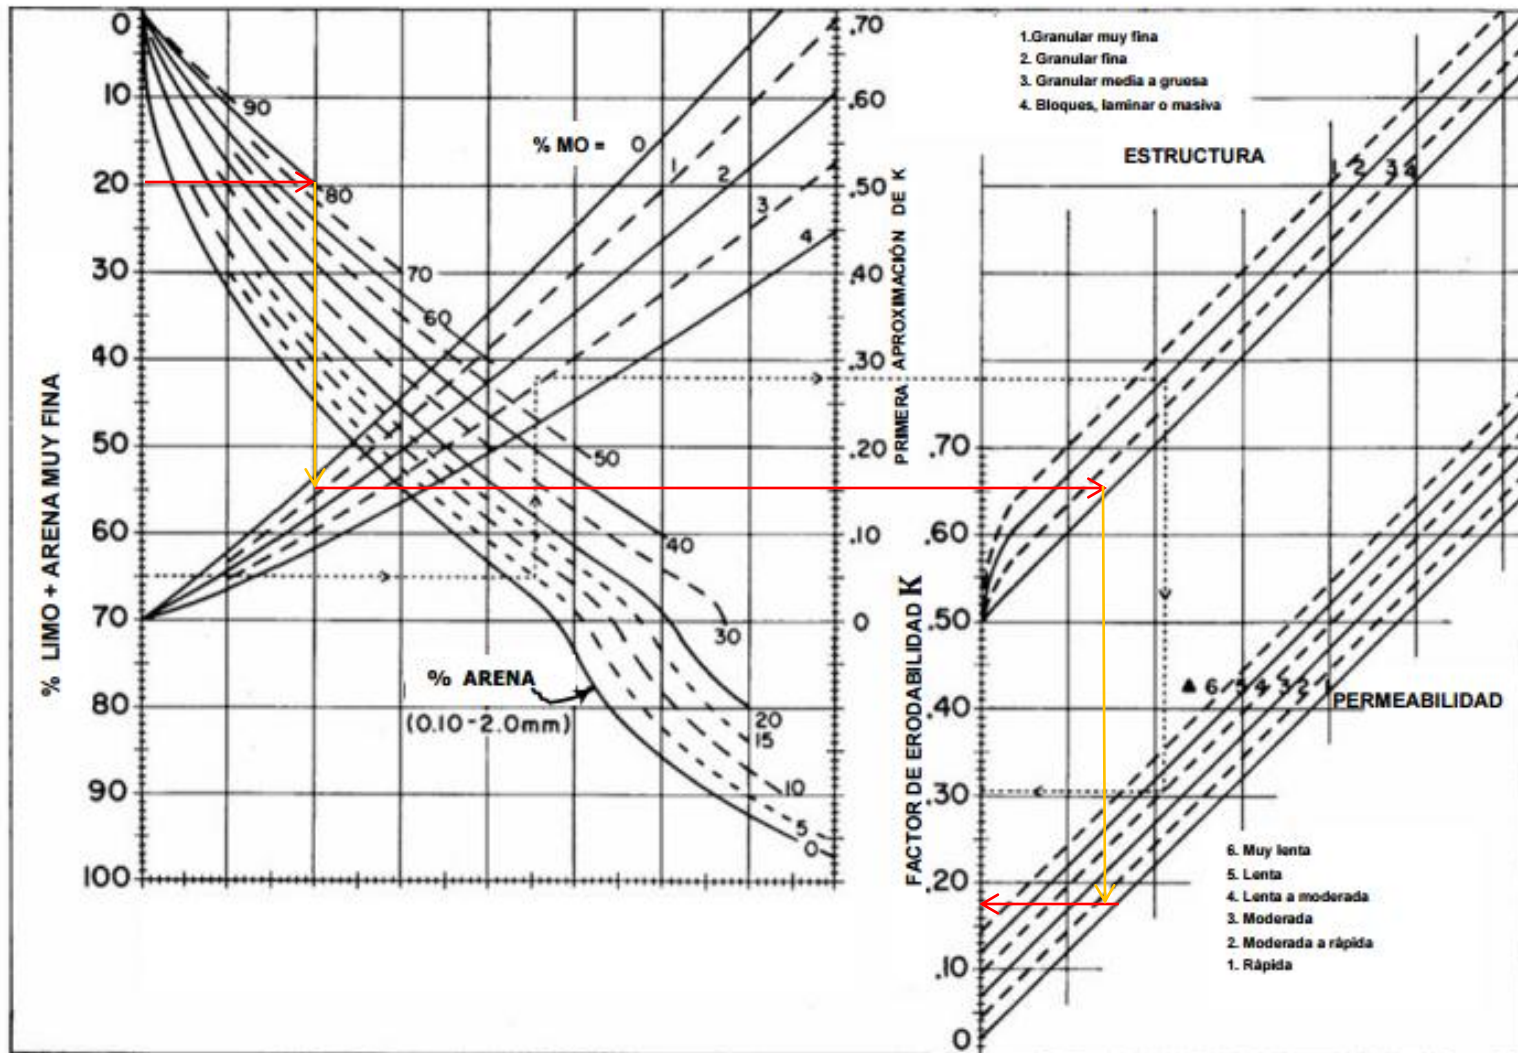 % LIMO + ARENA MUY FINA
0
10
20
30
40
50
60
70
80
90
100
90
80
70
60
50
40
30
20
15
10
5
0
% MO = 0
1
2
3
4
% ARENA
(0.10-2.0mm)
.70
.60
.50
.40
.30
.20
.10
0
PRIMERA APROXIMACIÓN DE K
1.Granular muy fina
2. Granular fina
3. Granular media a gruesa
4. Bloques, laminar o masiva
ESTRUCTURA
1 2 3 4
FACTOR DE ERODABILIDAD K
.70
.60
.50
.40
.30
.20
.10
0
6 5 4 3 2 1
PERMEABILIDAD
6. Muy lenta
5. Lenta
4. Lenta a moderada
3. Moderada
2. Moderada a rápida
1. Rápida